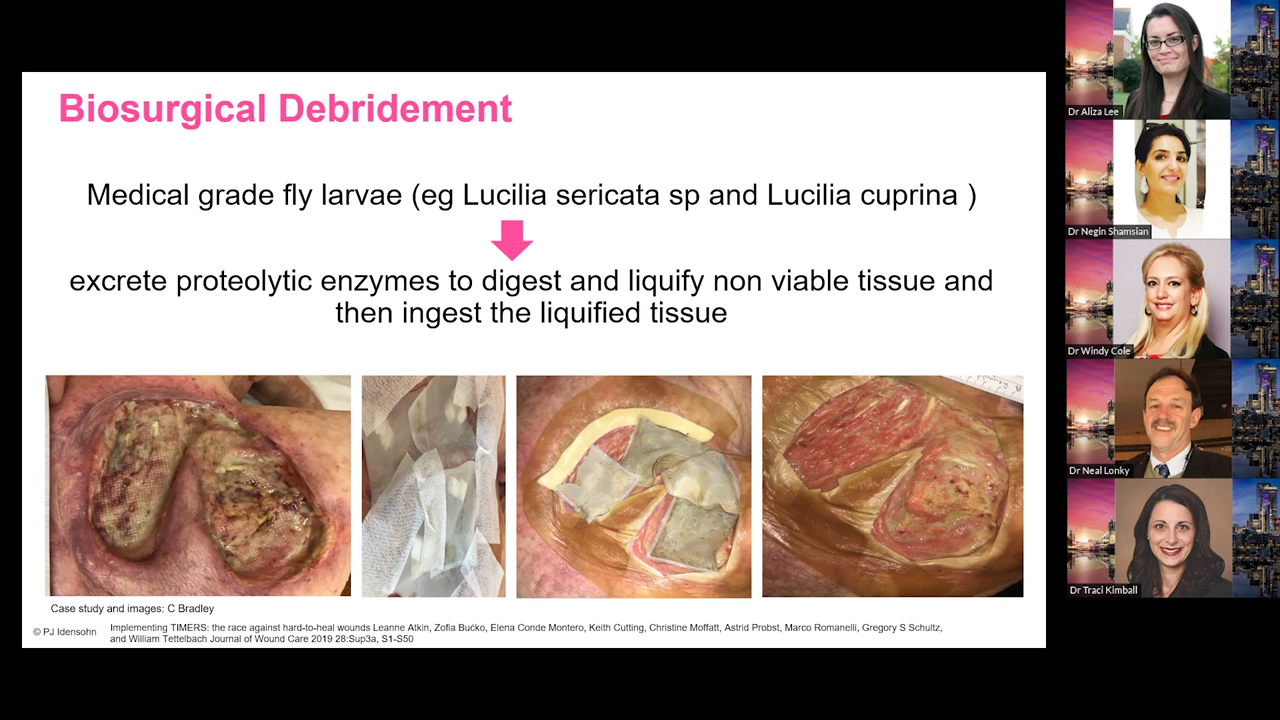 Biosurgical Debridement
Medical grade fly larvae (eg Lucilia sericata sp and Lucilia cuprina )
excrete proteolytic enzymes to digest and liquify non viable tissue and
then ingest the liquified tissue
Case study and images: C Bradley
© PJ Idensohn
Implementing TIMERS: the race against hard-to-heal wounds Leanne Atkin, Zofia Bućko, Elena Conde Montero, Keith Cutting, Christine Moffatt, Astrid Probst, Marco Romanelli, Gregory S Schultz,
and William Tettelbach Journal of Wound Care 2019 28:Sup3a, S1-S50
Dr Aliza Lee
Dr Negin Shamsian
Dr Windy Cole
Dr Neal Lonky
Dr Traci Kimball